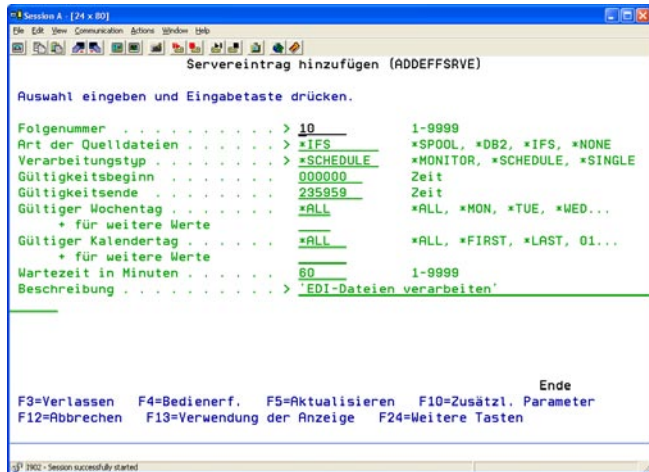 Session A - [24 x 80]
File Edit View Communication Actions Window Help
Servereintrag hinzufügen (ADDEFFSRVE)
Auswahl eingeben und Eingabetaste drücken.
Folgenummer . . . . . . . . . . > 10 1-9999
Art der Quelldateien . . . . . > *IFS *SPOOL, *DB2, *IFS, *NONE
Verarbeitungstyp . . . . . . . > *SCHEDULE *MONITOR, *SCHEDULE, *SINGLE
Gültigkeitsbeginn . . . . . . . 000000 Zeit
Gültigkeitsende . . . . . . . . 235959 Zeit
Gültiger Wochentag . . . . . . . *ALL *ALL, *MON, *TUE, *WED...
+ für weitere Werte
Gültiger Kalendertag . . . . . . *ALL *ALL, *FIRST, *LAST, 01...
+ für weitere Werte
Wartezeit in Minuten . . . . . . 60 1-9999
Beschreibung . . . . . . . . . . > 'EDI-Dateien verarbeiten'
Ende
F3=Verlassen F4=Bedienerf. F5=Aktualisieren F10=Zusätzl. Parameter
F12=Abbrechen F13=Verwendung der Anzeige F24=Weitere Tasten
I902 - Session successfully started